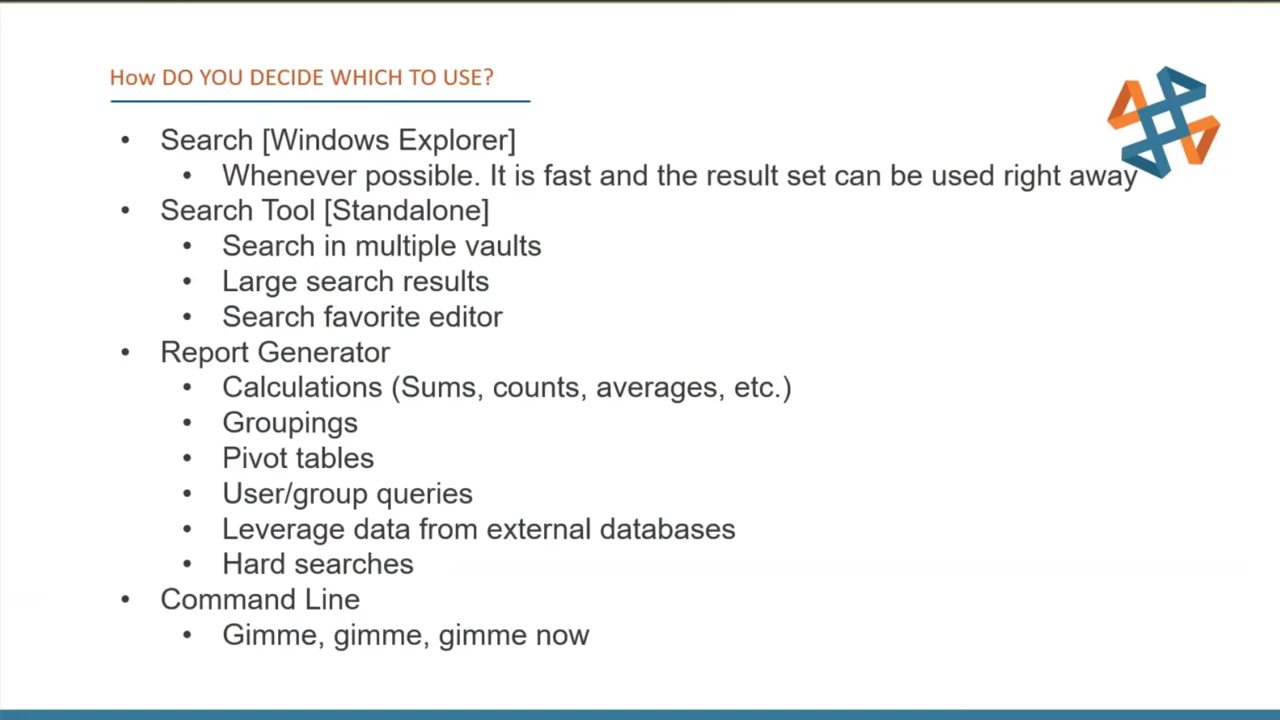 How DO YOU DECIDE WHICH TO USE?
• Search [Windows Explorer]
• Whenever possible. It is fast and the result set can be used right away
• Search Tool [Standalone]
• Search in multiple vaults
• Large search results
• Search favorite editor
• Report Generator
• Calculations (Sums, counts, averages, etc.)
• Groupings
• Pivot tables
• User/group queries
• Leverage data from external databases
• Hard searches
• Command Line
• Gimme, gimme, gimme now